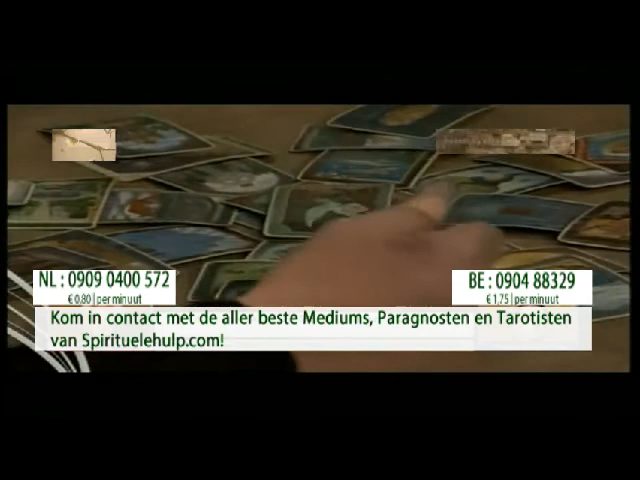 NL : 0909 0400 572
€ 0,80 | per minuut
BE : 0904 88329
€ 1,75 | per minuut
Kom in contact met de aller beste Mediums, Paragnosten en Tarotisten
van Spirituelehulp.com!